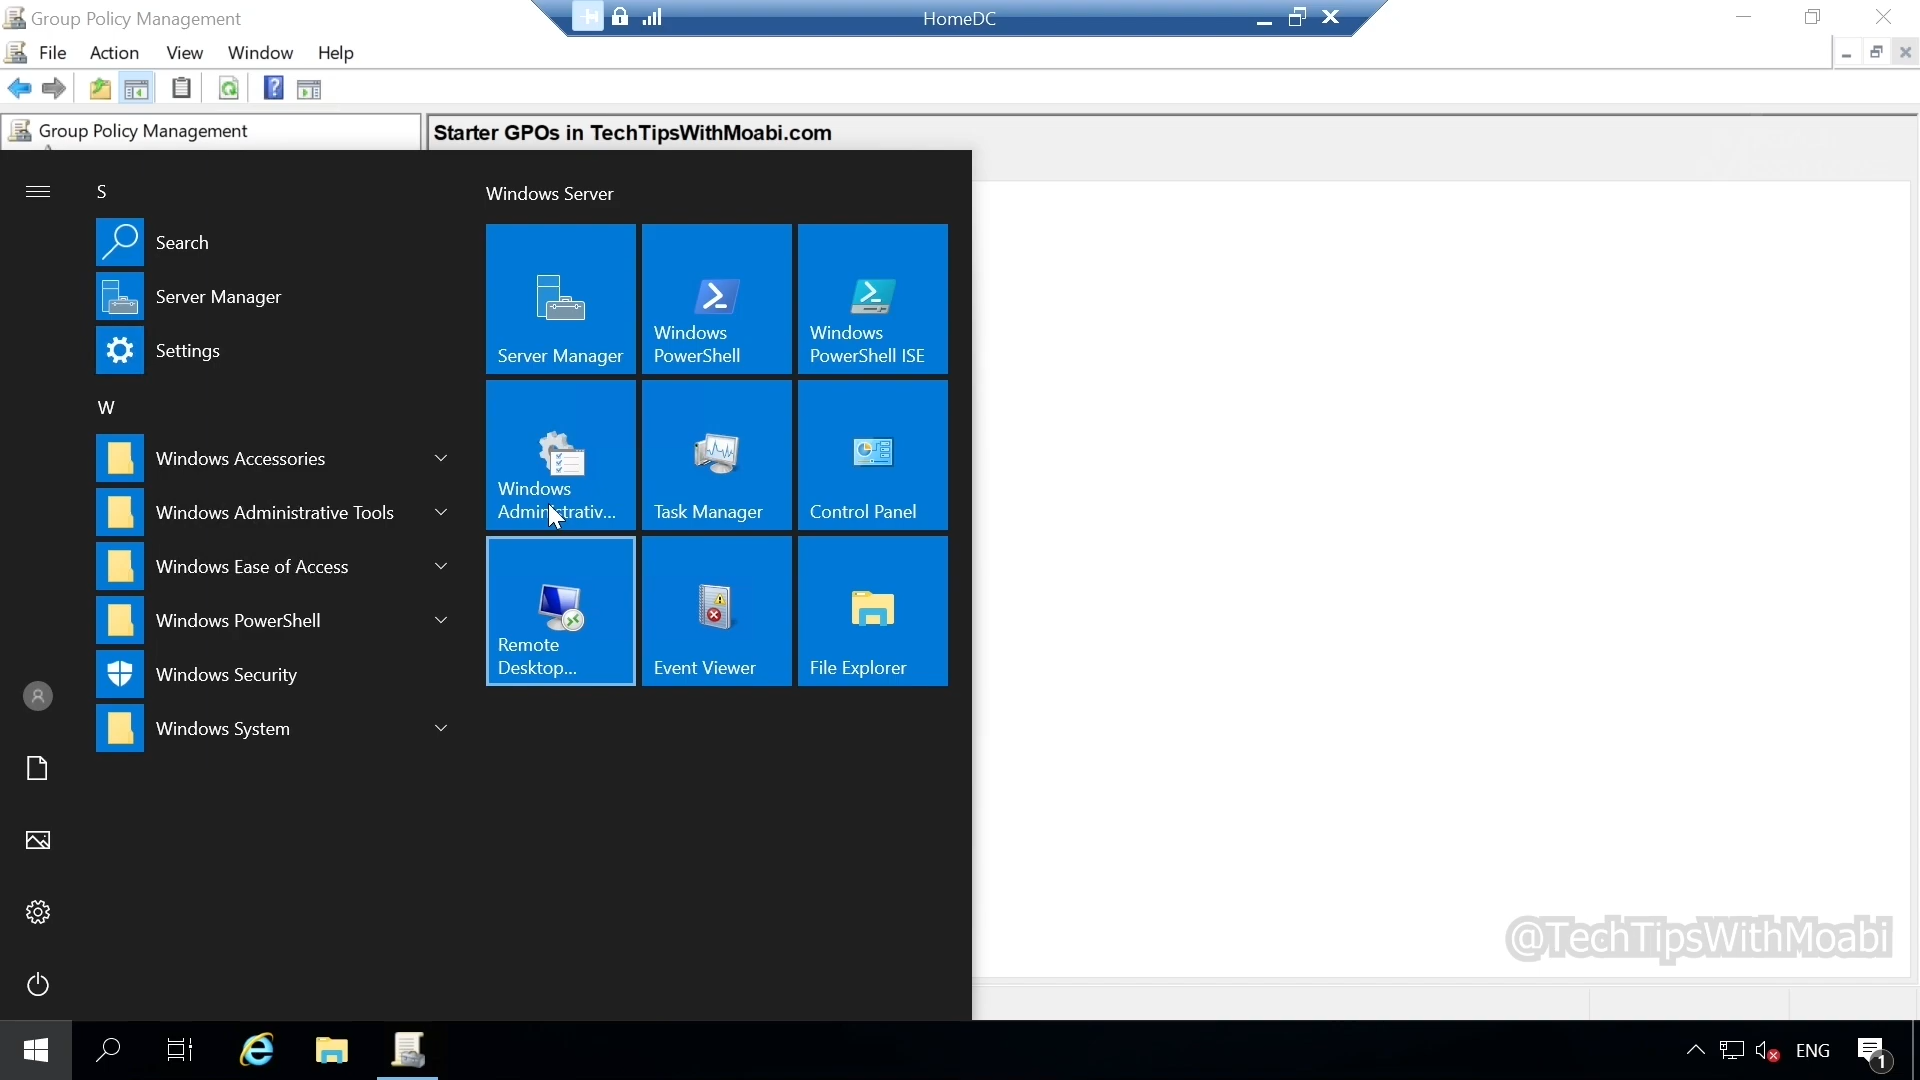 Group Policy Management
HomeDC
File Action View Window Help
Group Policy Management
Starter GPOs in TechTipsWithMoabi.com
S
Search
Server Manager
Settings
W
Windows Accessories
Windows Administrative Tools
Windows Ease of Access
Windows PowerShell
Windows Security
Windows System
Windows Server
Server Manager
Windows
PowerShell
Windows
PowerShell ISE
Windows
Administrativ...
Task Manager
Control Panel
Remote
Desktop...
Event Viewer
File Explorer
@TechTipsWithMoabi
ENG
1